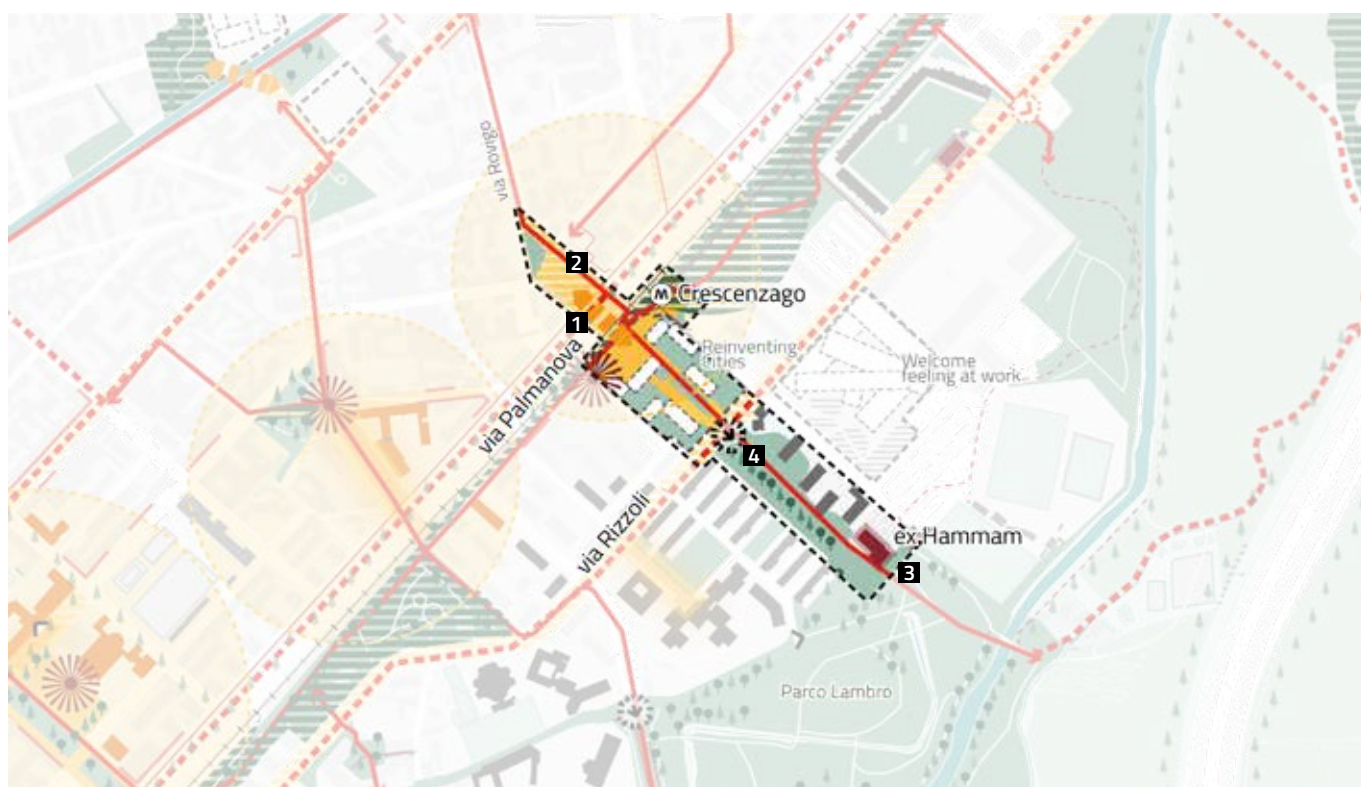 via Rovigo
2
M Crescenzago
1
Reinventing
Cities
via Palmanova
Welcome
feeling at work
4
via Rizzoli
ex Hammam
3
Parco Lambro